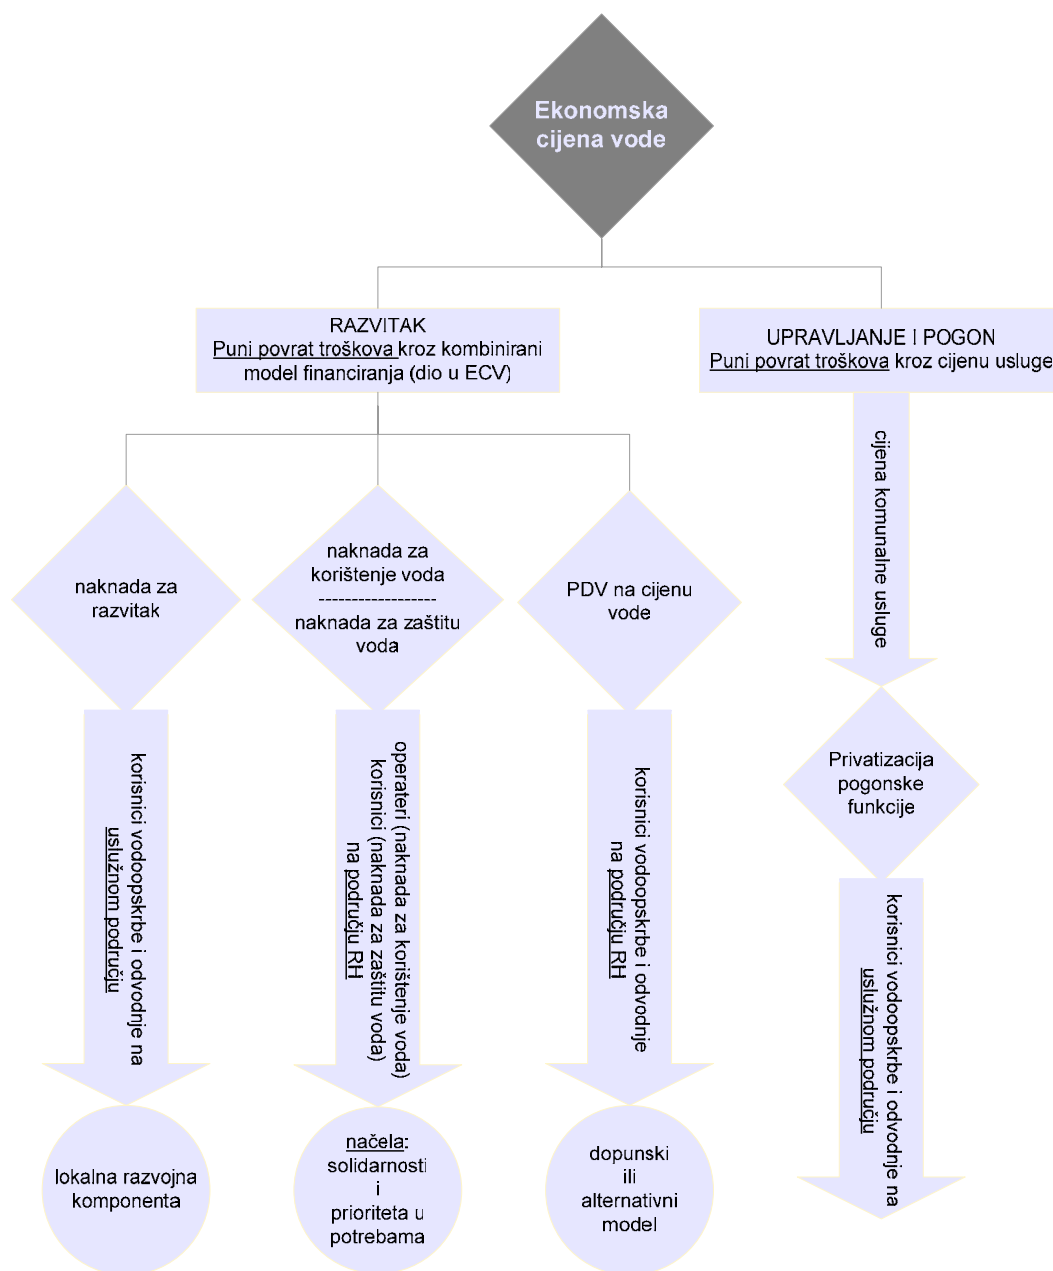 Ekonomska
cijena vode
RAZVITAK
Puni povrat troškova kroz kombinirani
model financiranja (dio u ECV)
UPRAVLJANJE I POGON
Puni povrat troškova kroz cijenu usluge
cijena komunalne usluge
naknada za
razvitak
naknada za
korištenje voda
------------------
naknada za zaštitu
voda
PDV na cijenu
vode
Privatizacija
pogonske
funkcije
korisnici vodoopskrbe i odvodnje na
uslužnom području
operateri (naknada za korištenje voda)
korisnici (naknada za zaštitu voda)
na području RH
korisnici vodoopskrbe i odvodnje
na području RH
korisnici vodoopskrbe i odvodnje na
uslužnom području
lokalna razvojna
komponenta
načela:
solidarnosti
i
prioriteta u
potrebama
dopunski
ili
alternativni
model